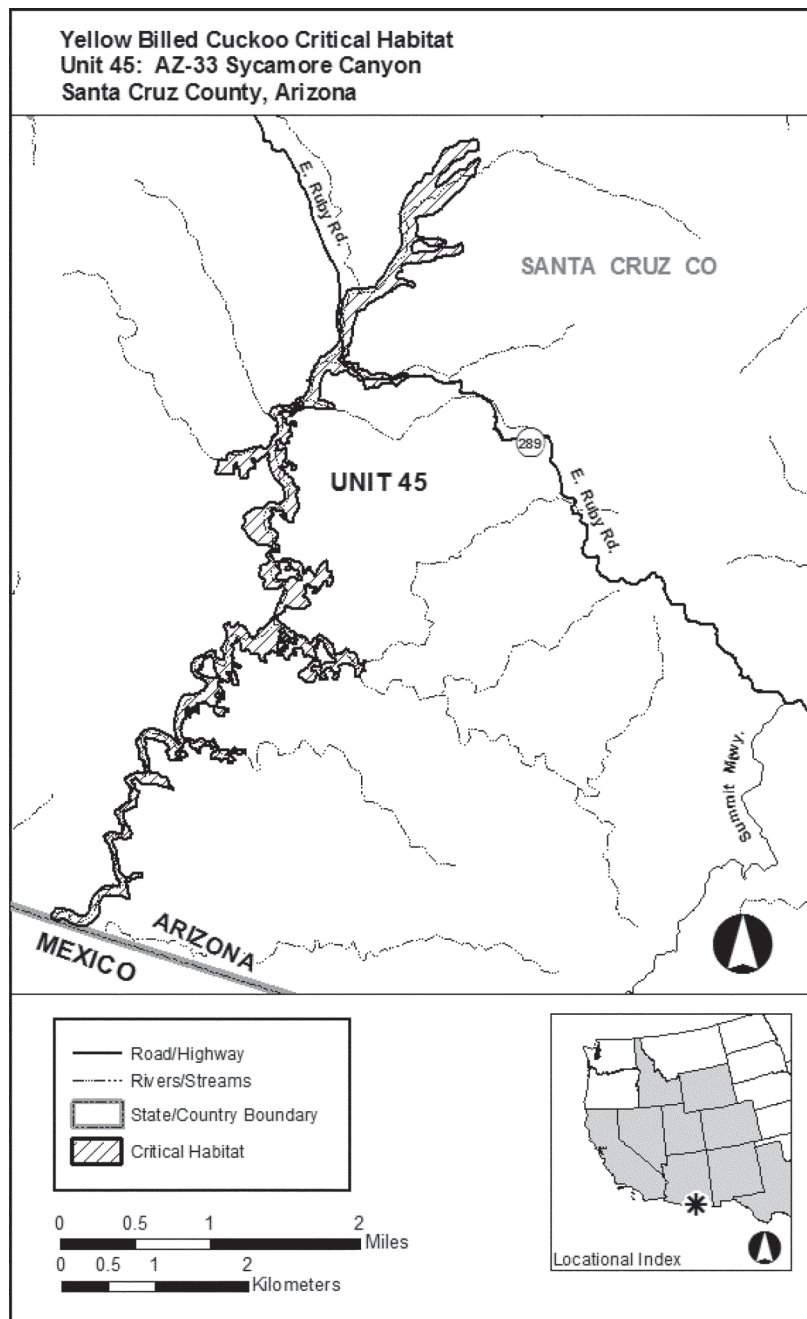 Yellow Billed Cuckoo Critical Habitat
Unit 45: AZ-33 Sycamore Canyon
Santa Cruz County, Arizona
E. Ruby Rd.
SANTA CRUZ CO
289
UNIT 45
E. Ruby Rd.
Summit Mwy.
ARIZONA
MEXICO
Road/Highway
Rivers/Streams
State/Country Boundary
Critical Habitat
0 0.5 1 2
Miles
0 0.5 1 2
Kilometers
Locational Index